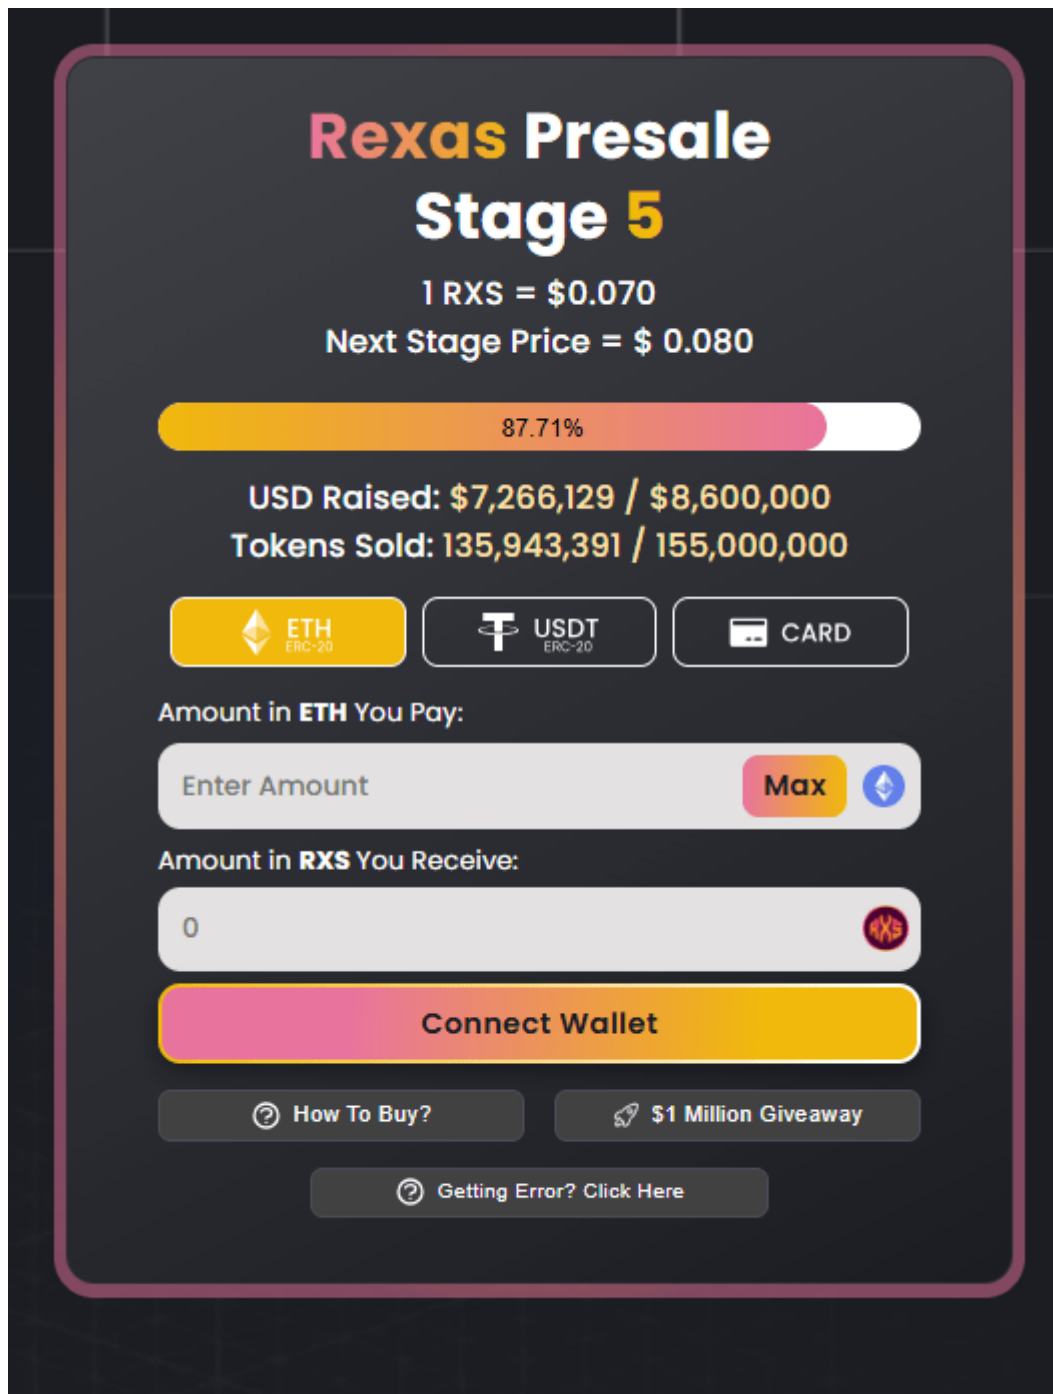 Rexas Presale
Stage 5
1 RXS = $0.070
Next Stage Price = $ 0.080
87.71%
USD Raised: $7,266,129 / $8,600,000
Tokens Sold: 135,943,391 / 155,000,000
ETH
ERC-20
USDT
ERC-20
CARD
Amount in ETH You Pay:
Enter Amount
Max
Amount in RXS You Receive:
0
RXS
Connect Wallet
How To Buy?
$1 Million Giveaway
Getting Error? Click Here